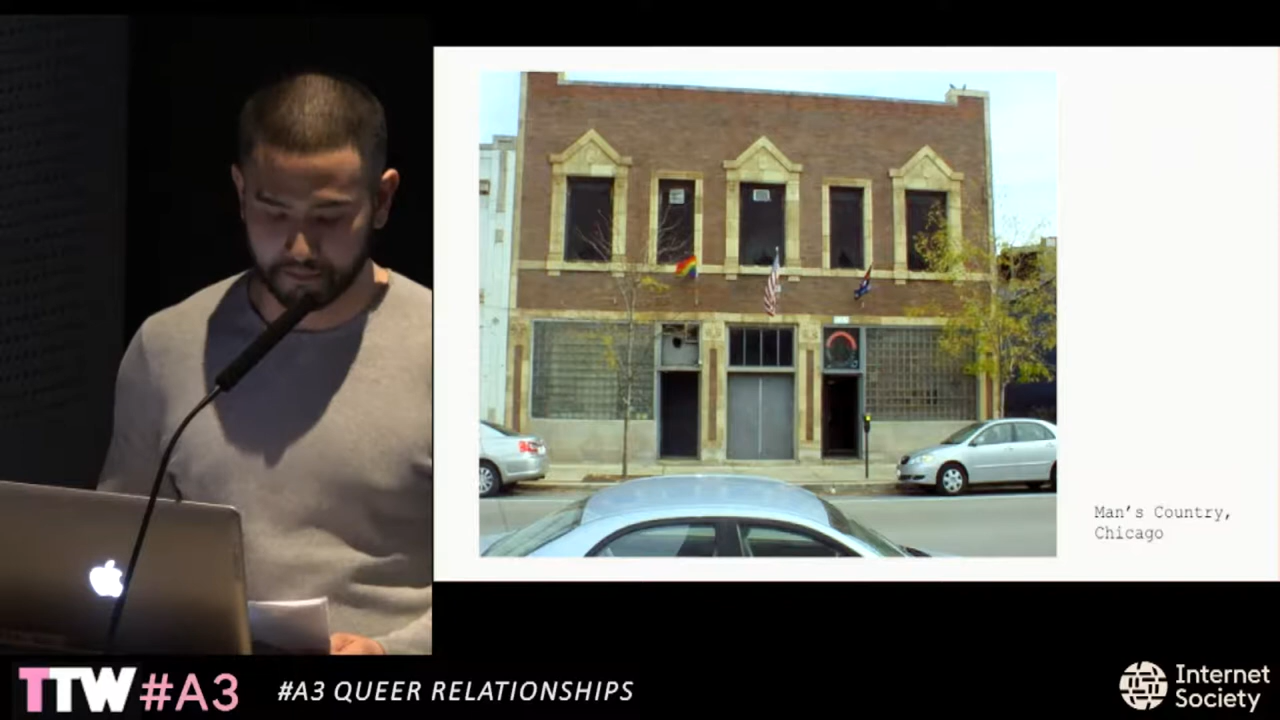 Man's Country,
Chicago
TTW #A3
#A3 QUEER RELATIONSHIPS
Internet
Society